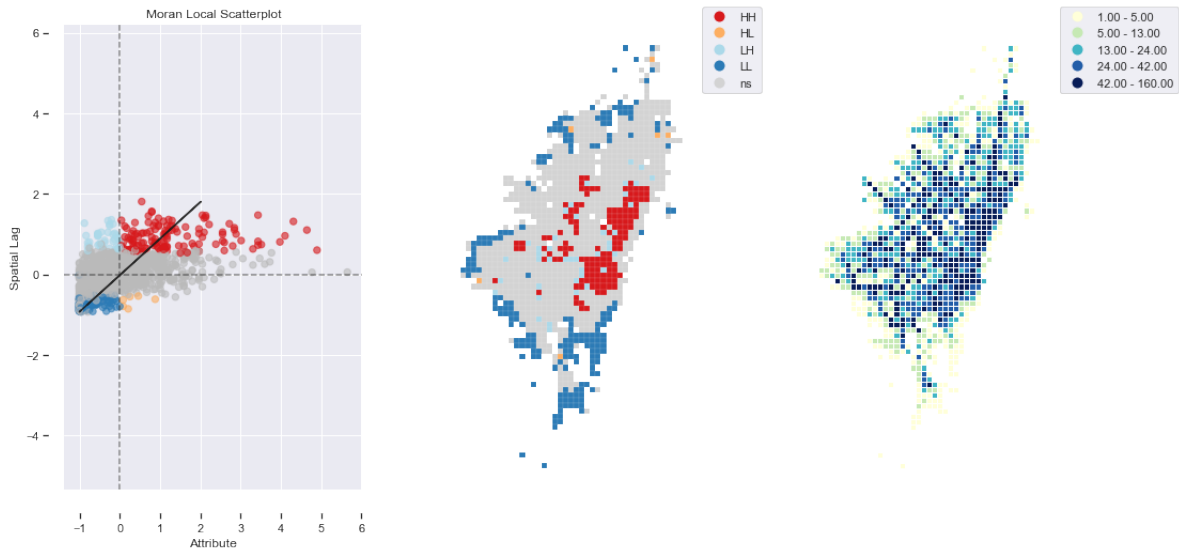 Moran Local Scatterplot
6
4
2
0
−2
−4
Spatial Lag
−1 0 1 2 3 4 5 6
Attribute
HH
HL
LH
LL
ns
1.00 - 5.00
5.00 - 13.00
13.00 - 24.00
24.00 - 42.00
42.00 - 160.00